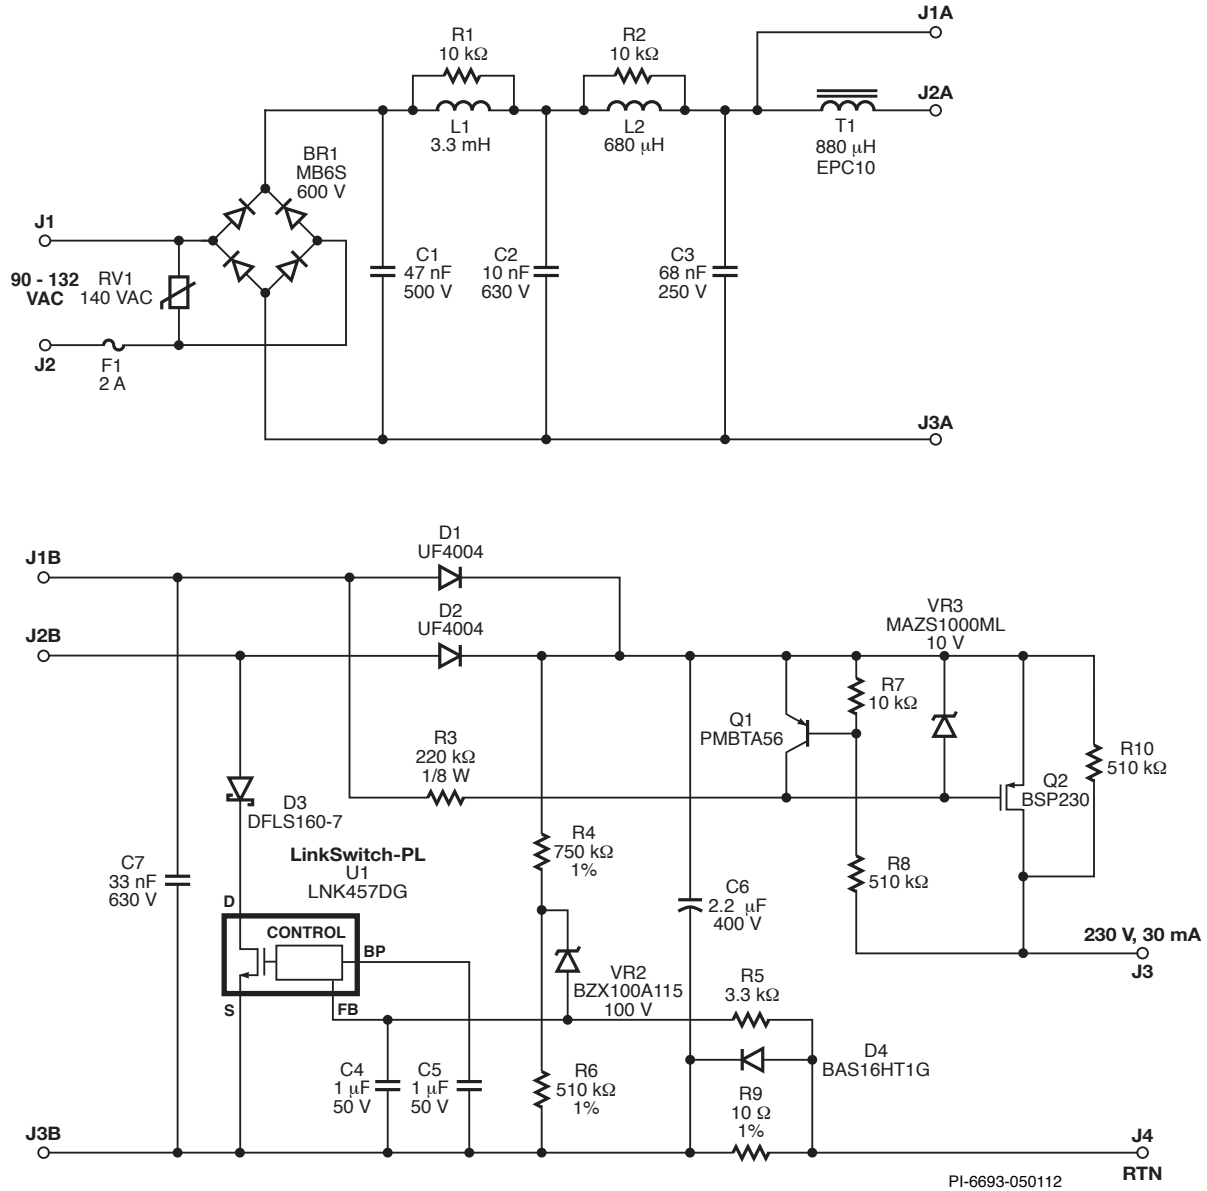 J1A
R1
10 kΩ
R2
10 kΩ
J2A
L1
3.3 mH
L2
680 μH
T1
880 μH
EPC10
BR1
MB6S
600 V
J1
90 - 132
VAC
RV1
140 VAC
C1
47 nF
500 V
C2
10 nF
630 V
C3
68 nF
250 V
J2
F1
2 A
J3A
D1
UF4004
J1B
D2
UF4004
J2B
VR3
MAZS1000ML
10 V
R7
10 kΩ
Q1
PMBTA56
R3
220 kΩ
1/8 W
R10
510 kΩ
Q2
BSP230
D3
DFLS160-7
R4
750 kΩ
1%
LinkSwitch-PL
U1
LNK457DG
R8
510 kΩ
C7
33 nF
630 V
C6
2.2 μF
400 V
D
CONTROL
BP
S
FB
230 V, 30 mA
J3
VR2
BZX100A115
100 V
R5
3.3 kΩ
D4
BAS16HT1G
C4
1 μF
50 V
C5
1 μF
50 V
R6
510 kΩ
1%
R9
10 Ω
1%
J3B
J4
RTN
PI-6693-050112